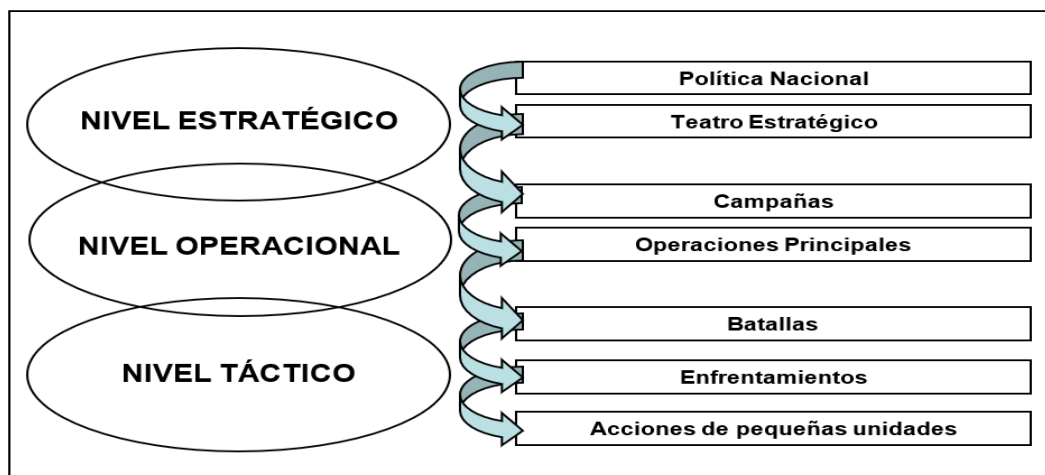 NIVEL ESTRATÉGICO
Política Nacional
Teatro Estratégico
NIVEL OPERACIONAL
Campañas
Operaciones Principales
NIVEL TÁCTICO
Batallas
Enfrentamientos
Acciones de pequeñas unidades